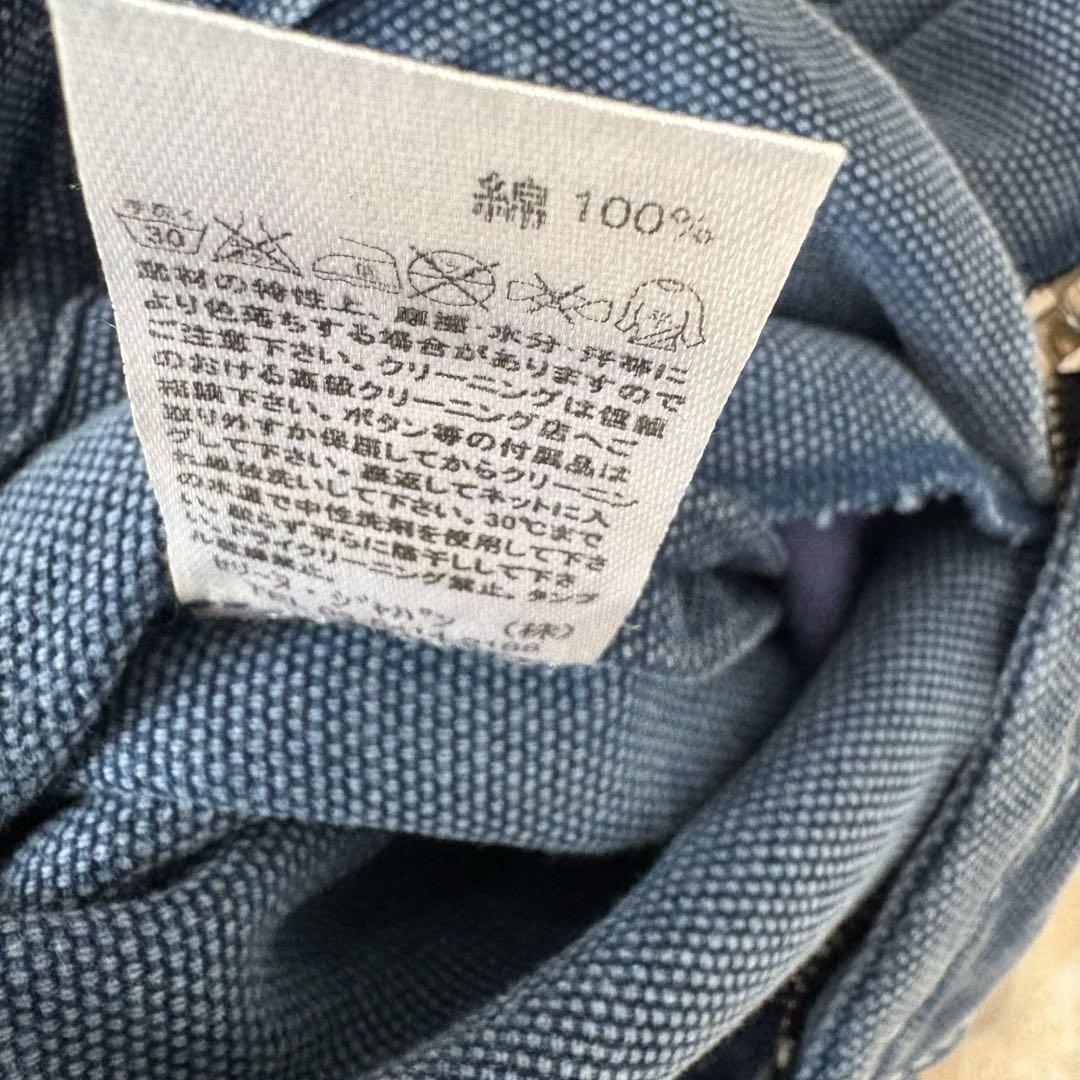 綿 100%
手洗イ
30 中
素材の特性上、摩擦・水分・汗等に
より色落ちする場合がありますので
ご注意下さい。クリーニングは信頼
のおける高級クリーニング店へご
相談下さい。ボタン等の付属品は
取り外すか保護してからクリーニン
グして下さい。裏返してネットに入
れ単独洗いして下さい。30℃まで
の水温で中性洗剤を使用して下さ
い。絞らず平らに陰干しして下さ
い。ドライクリーニング禁止。タンブ
ル乾燥禁止。
・ジャパン (株)